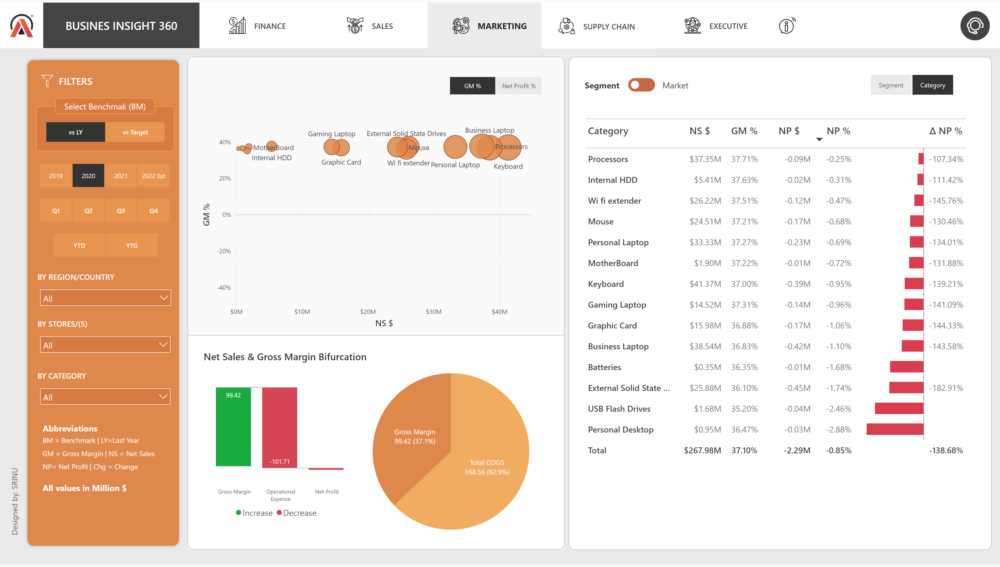 ®
BUSINES INSIGHT 360
FINANCE
SALES
MARKETING
SUPPLY CHAIN
EXECUTIVE
FILTERS
Select Benchmak (BM)
vs LY
vs Target
2019
2020
2021
2022 Est
Q1
Q2
Q3
Q4
YTD
YTG
BY REGION/COUNTRY
All
BY STORES/(S)
All
BY CATEGORY
All
Abbreviations
BM = Benchmark | LY=Last Year
GM = Gross Margin | NS = Net Sales
NP= Net Profit | Chg = Change
All values in Million $
Designed by: SRINU
GM %
Net Profit %
Gaming Laptop
External Solid State Drives
Business Laptop
MotherBoard
Mouse
Processors
Internal HDD
Graphic Card
Wi fi extender
Personal Laptop
Keyboard
40%
20%
0%
-20%
-40%
GM %
$0M
$10M
$20M
$30M
$40M
NS $
Net Sales & Gross Margin Bifurcation
99.42
-101.71
Gross Margin
Operational
Expense
Net Profit
Increase
Decrease
Gross Margin
99.42 (37.1%)
Total COGS
168.56 (62.9%)
Segment
Market
Segment
Category
Category NS $ GM % NP $ NP % Δ NP %
Processors $37.35M 37.71% -0.09M -0.25% -107.34%
Internal HDD $5.41M 37.63% -0.02M -0.31% -111.42%
Wi fi extender $26.22M 37.51% -0.12M -0.47% -145.76%
Mouse $24.51M 37.21% -0.17M -0.68% -130.46%
Personal Laptop $33.33M 37.27% -0.23M -0.69% -134.01%
MotherBoard $1.90M 37.22% -0.01M -0.72% -131.88%
Keyboard $41.37M 37.00% -0.39M -0.95% -139.21%
Gaming Laptop $14.52M 37.31% -0.14M -0.96% -141.09%
Graphic Card $15.98M 36.88% -0.17M -1.06% -144.33%
Business Laptop $38.54M 36.83% -0.42M -1.10% -143.58%
Batteries $0.35M 36.35% -0.01M -1.68%
External Solid State ... $25.88M 36.10% -0.45M -1.74% -182.91%
USB Flash Drives $1.68M 35.20% -0.04M -2.46%
Personal Desktop $0.95M 36.47% -0.03M -2.88%
Total $267.98M 37.10% -2.29M -0.85% -138.68%